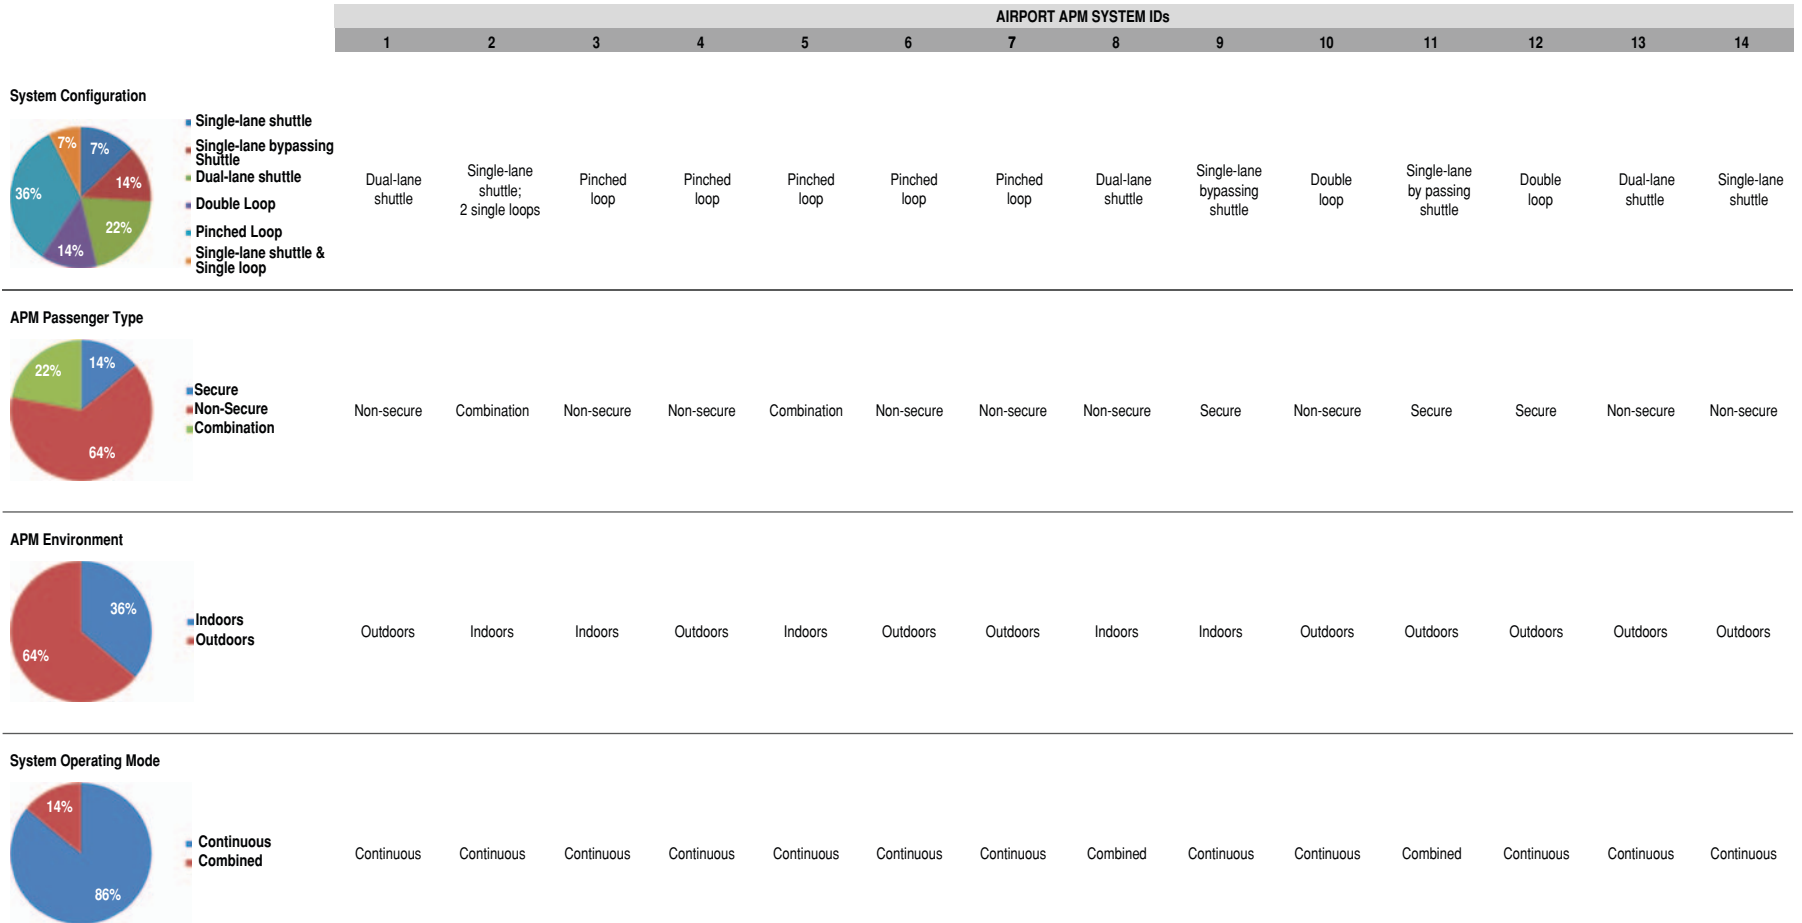 AIRPORT APM SYSTEM IDs
1 2 3 4 5 6 7 8 9 10 11 12 13 14
System Configuration
7%
7%
14%
22%
14%
36%
Single-lane shuttle
Single-lane bypassing
Shuttle
Dual-lane shuttle
Double Loop
Pinched Loop
Single-lane shuttle &
Single loop
Dual-lane
shuttle
Single-lane
shuttle;
2 single loops
Pinched
loop
Pinched
loop
Pinched
loop
Pinched
loop
Pinched
loop
Dual-lane
shuttle
Single-lane
bypassing
shuttle
Double
loop
Single-lane
by passing
shuttle
Double
loop
Dual-lane
shuttle
Single-lane
shuttle
APM Passenger Type
22%
14%
64%
Secure
Non-Secure
Combination
Non-secure Combination Non-secure Non-secure Combination Non-secure Non-secure Non-secure Secure Non-secure Secure Secure Non-secure Non-secure
APM Environment
36%
64%
Indoors
Outdoors
Outdoors Indoors Indoors Outdoors Indoors Outdoors Outdoors Indoors Indoors Outdoors Outdoors Outdoors Outdoors Outdoors
System Operating Mode
14%
86%
Continuous
Combined
Continuous Continuous Continuous Continuous Continuous Continuous Continuous Combined Continuous Continuous Combined Continuous Continuous Continuous